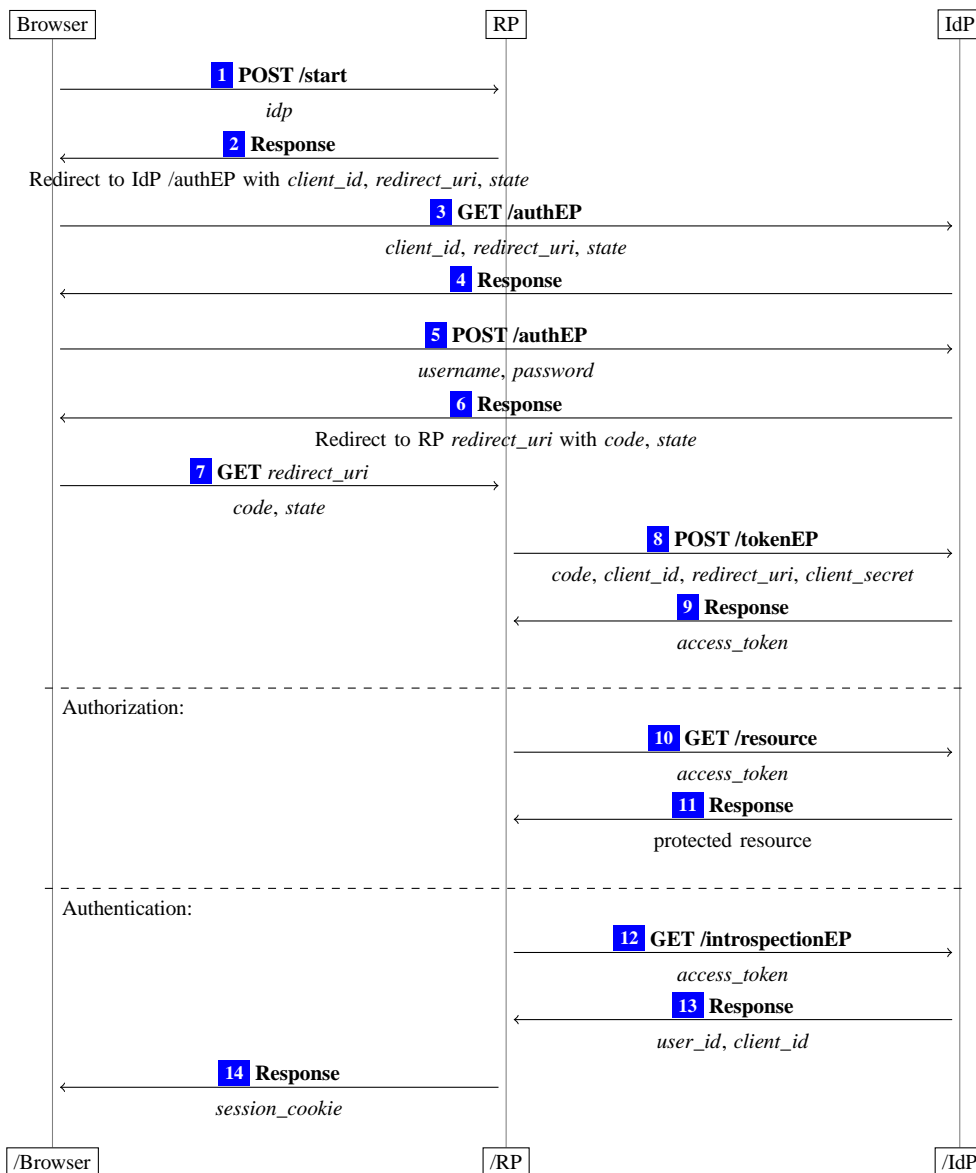 Browser RP IdP
1 POST /start
idp
2 Response
Redirect to IdP /authEP with client_id, redirect_uri, state
3 GET /authEP
client_id, redirect_uri, state
4 Response
5 POST /authEP
username, password
6 Response
Redirect to RP redirect_uri with code, state
7 GET redirect_uri
code, state
8 POST /tokenEP
code, client_id, redirect_uri, client_secret
9 Response
access_token
Authorization:
10 GET /resource
access_token
11 Response
protected resource
Authentication:
12 GET /introspectionEP
access_token
13 Response
user_id, client_id
14 Response
session_cookie
/Browser /RP /IdP